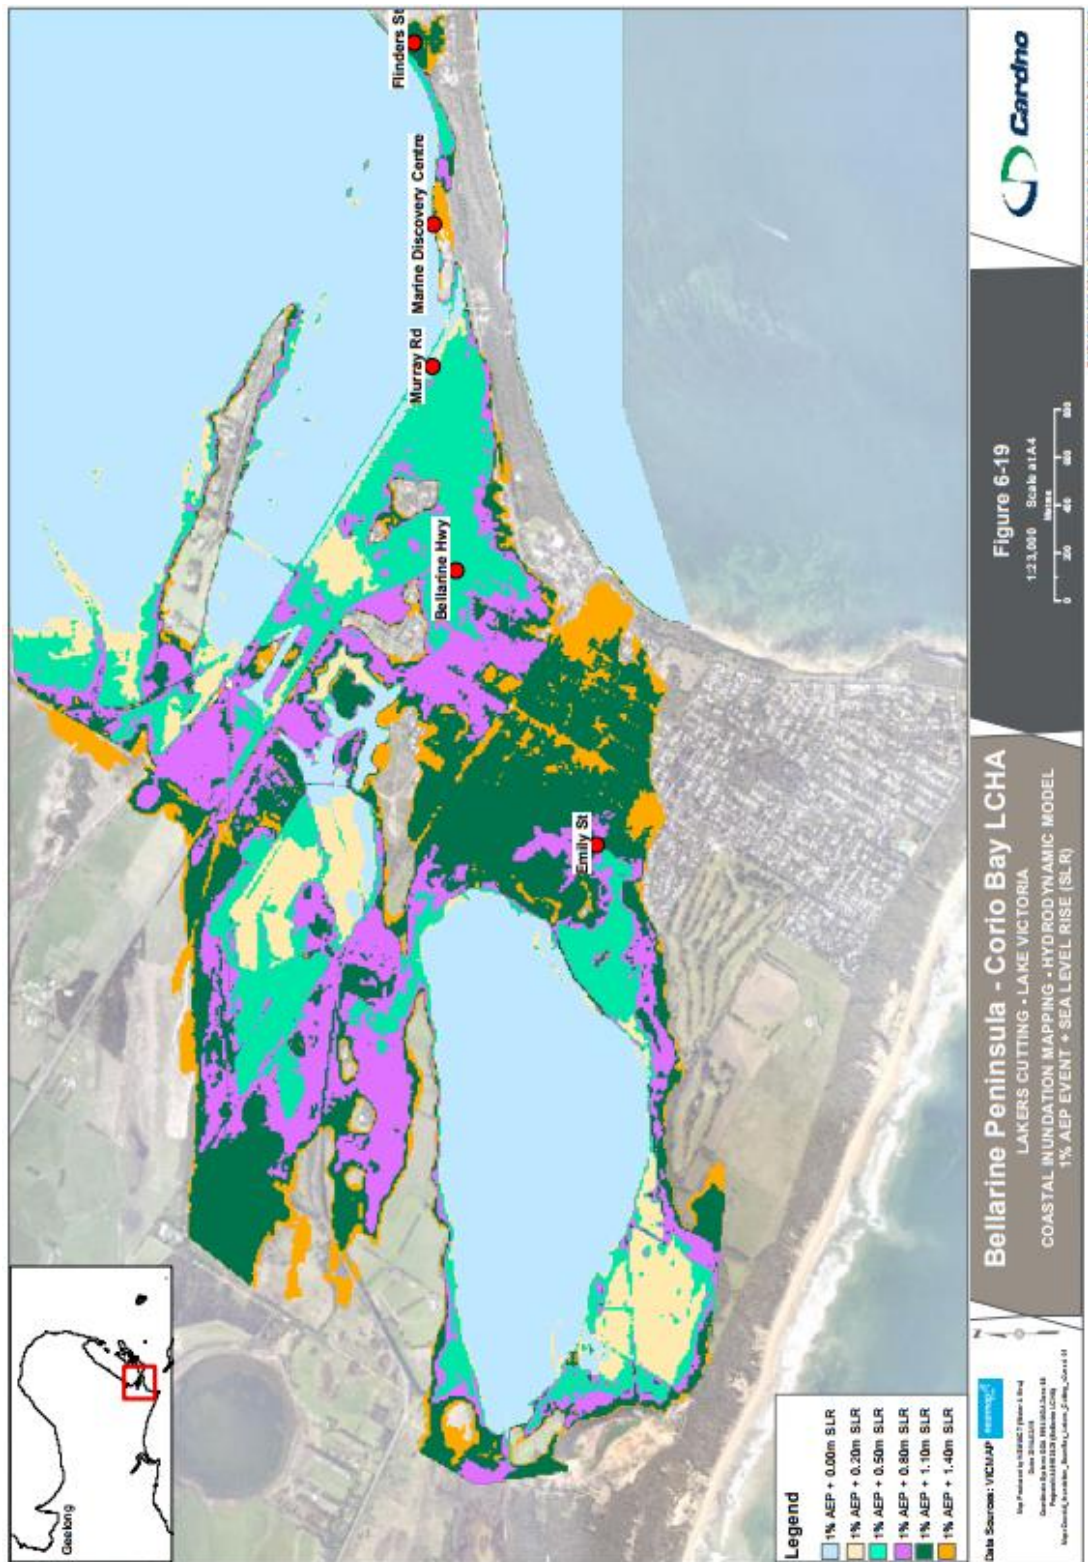 Geelong
Flinders St
Marine Discovery Centre
Murray Rd
Bellarine Hwy
Emily St
Legend
1% AEP + 0.00m SLR
1% AEP + 0.20m SLR
1% AEP + 0.50m SLR
1% AEP + 0.80m SLR
1% AEP + 1.10m SLR
1% AEP + 1.40m SLR
Data Sources: VICMAP
nearmap
N
Bellarine Peninsula - Corio Bay LCHA
LAKERS CUTTING - LAKE VICTORIA
COASTAL INUNDATION MAPPING - HYDRODYNAMIC MODEL
1% AEP EVENT + SEA LEVEL RISE (SLR)
Figure 6-19
1:23,000 Scale at A4
Metres
0 200 400 600 800
Cardno